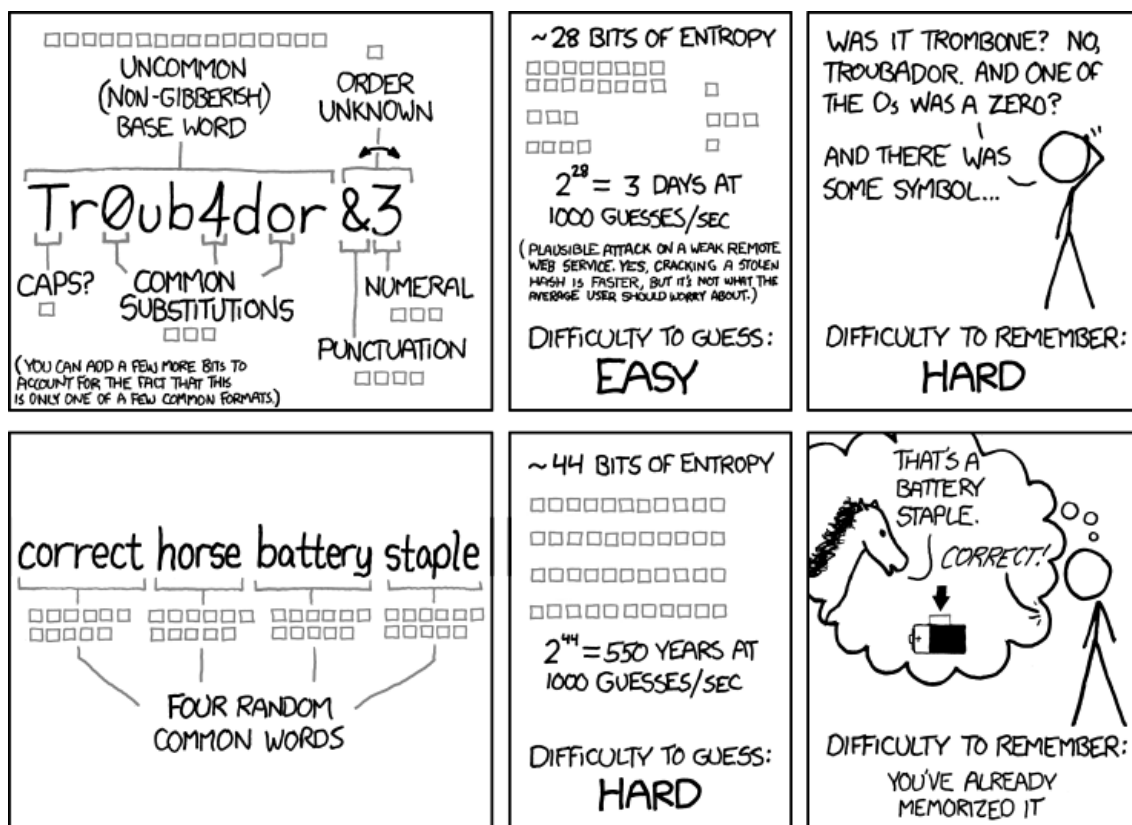 UNCOMMON
(NON-GIBBERISH)
BASE WORD
ORDER
UNKNOWN
Tr0ub4dor &3
CAPS?
COMMON
SUBSTITUTIONS
NUMERAL
PUNCTUATION
(YOU CAN ADD A FEW MORE BITS TO
ACCOUNT FOR THE FACT THAT THIS
IS ONLY ONE OF A FEW COMMON FORMATS.)
~28 BITS OF ENTROPY
2^28 = 3 DAYS AT
1000 GUESSES/SEC
(PLAUSIBLE ATTACK ON A WEAK REMOTE
WEB SERVICE. YES, CRACKING A STOLEN
HASH IS FASTER, BUT IT'S NOT WHAT THE
AVERAGE USER SHOULD WORRY ABOUT.)
DIFFICULTY TO GUESS:
EASY
WAS IT TROMBONE? NO,
TROUBADOR. AND ONE OF
THE Os WAS A ZERO?
AND THERE WAS
SOME SYMBOL...
DIFFICULTY TO REMEMBER:
HARD
correct horse battery staple
FOUR RANDOM
COMMON WORDS
~44 BITS OF ENTROPY
2^44 = 550 YEARS AT
1000 GUESSES/SEC
DIFFICULTY TO GUESS:
HARD
THAT'S A
BATTERY
STAPLE.
CORRECT!
DIFFICULTY TO REMEMBER:
YOU'VE ALREADY
MEMORIZED IT